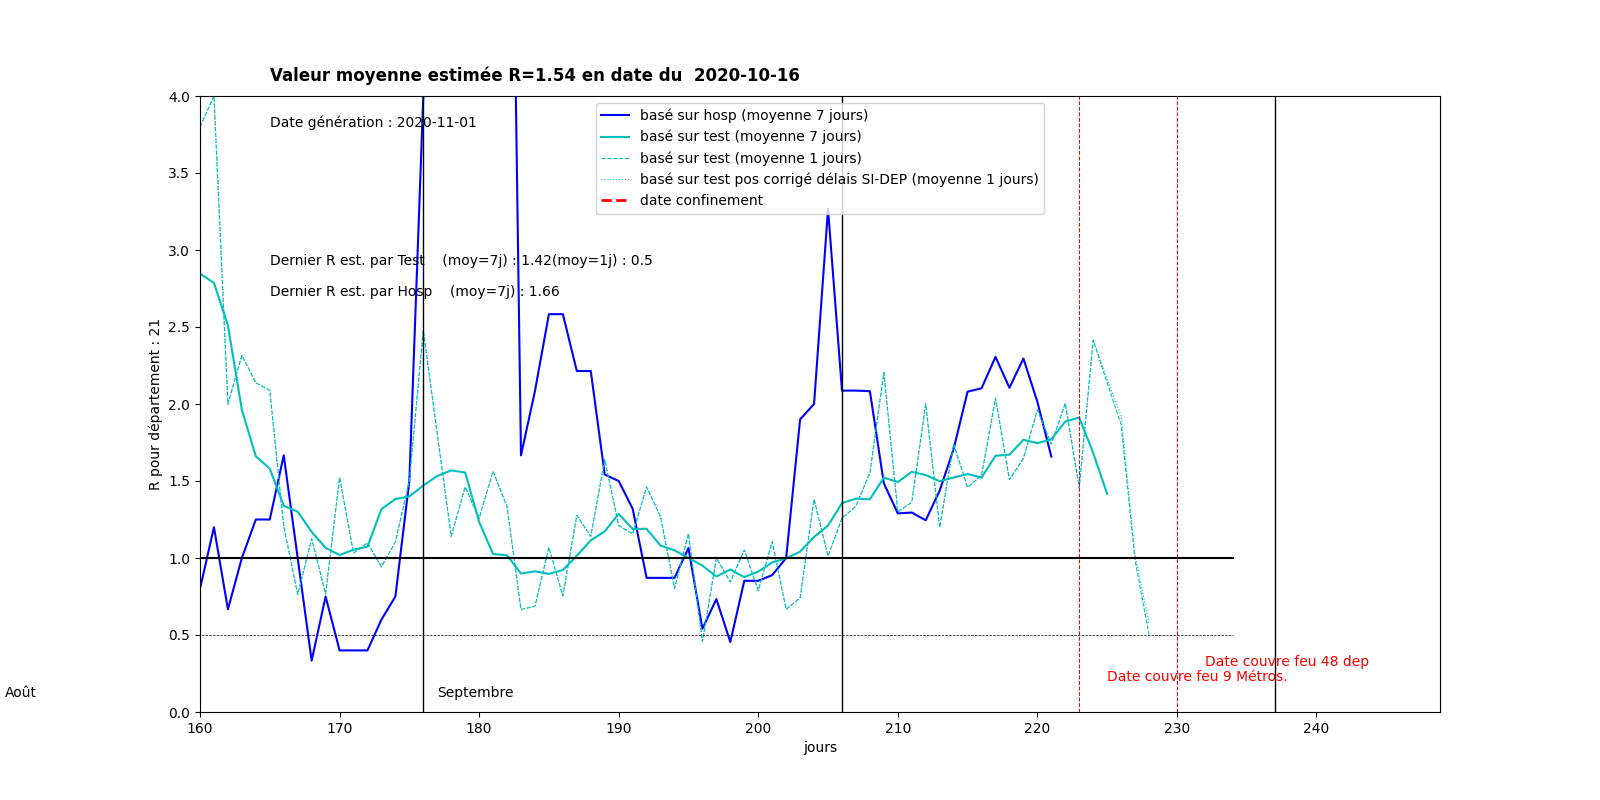 Valeur moyenne estimée R=1.54 en date du  2020-10-16
Date génération : 2020-11-01
basé sur hosp (moyenne 7 jours)
basé sur test (moyenne 7 jours)
basé sur test (moyenne 1 jours)
basé sur test pos corrigé délais SI-DEP (moyenne 1 jours)
date confinement
Dernier R est. par Test    (moy=7j) : 1.42(moy=1j) : 0.5
Dernier R est. par Hosp    (moy=7j) : 1.66
R pour département : 21
4.0
3.5
3.0
2.5
2.0
1.5
1.0
0.5
0.0
Date couvre feu 48 dep
Date couvre feu 9 Métros.
Août
Septembre
160 170 180 190 200 210 220 230 240
jours